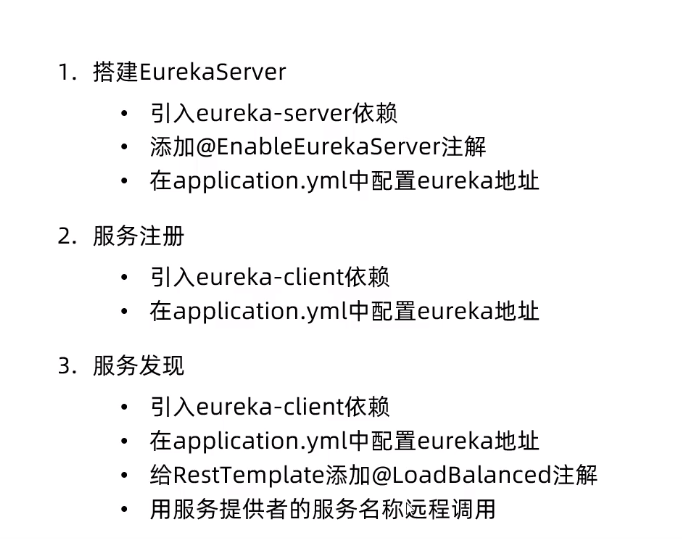 1. 搭建EurekaServer
• 引入eureka-server依赖
• 添加@EnableEurekaServer注解
• 在application.yml中配置eureka地址
2. 服务注册
• 引入eureka-client依赖
• 在application.yml中配置eureka地址
3. 服务发现
• 引入eureka-client依赖
• 在application.yml中配置eureka地址
• 给RestTemplate添加@LoadBalanced注解
• 用服务提供者的服务名称远程调用